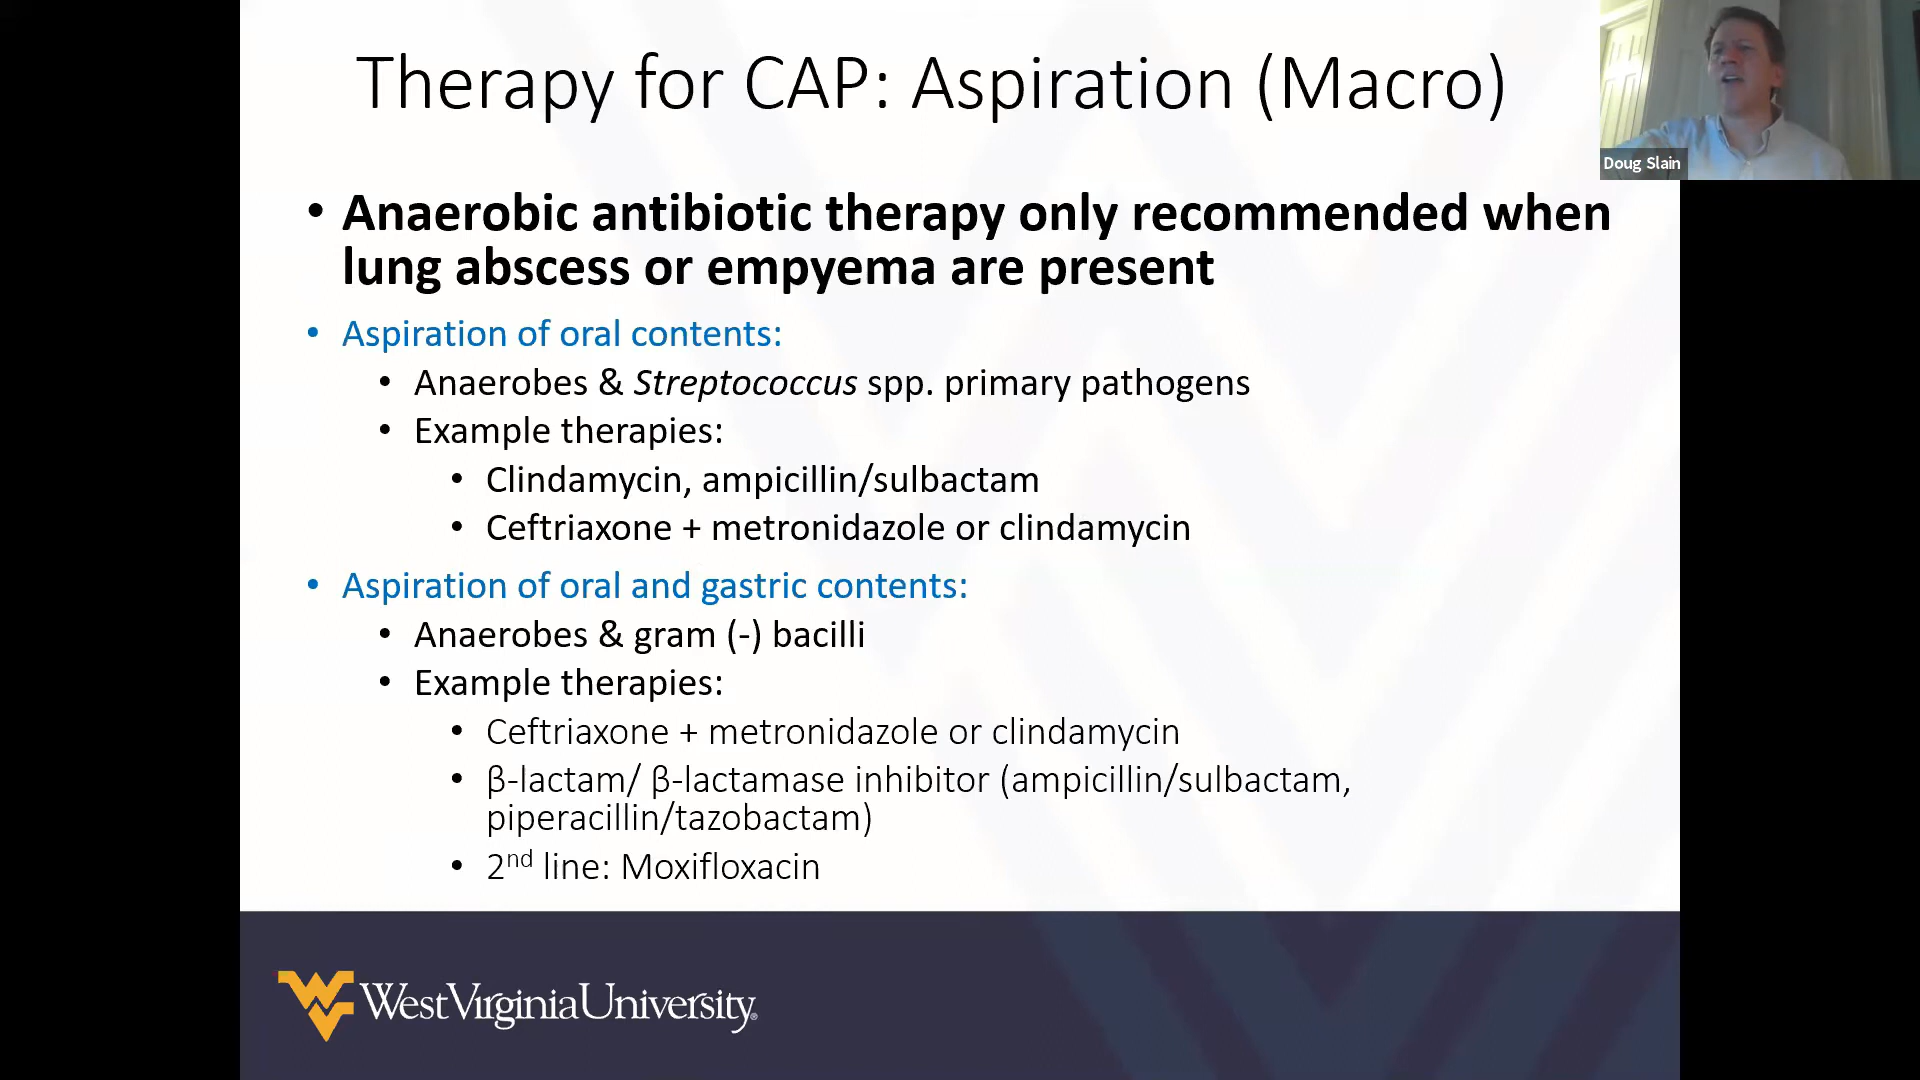 Therapy for CAP: Aspiration (Macro)
Doug Slain
• Anaerobic antibiotic therapy only recommended when
lung abscess or empyema are present
• Aspiration of oral contents:
• Anaerobes & Streptococcus spp. primary pathogens
• Example therapies:
• Clindamycin, ampicillin/sulbactam
• Ceftriaxone + metronidazole or clindamycin
• Aspiration of oral and gastric contents:
• Anaerobes & gram (-) bacilli
• Example therapies:
• Ceftriaxone + metronidazole or clindamycin
• β-lactam/ β-lactamase inhibitor (ampicillin/sulbactam,
piperacillin/tazobactam)
• 2nd line: Moxifloxacin
WestVirginiaUniversity®